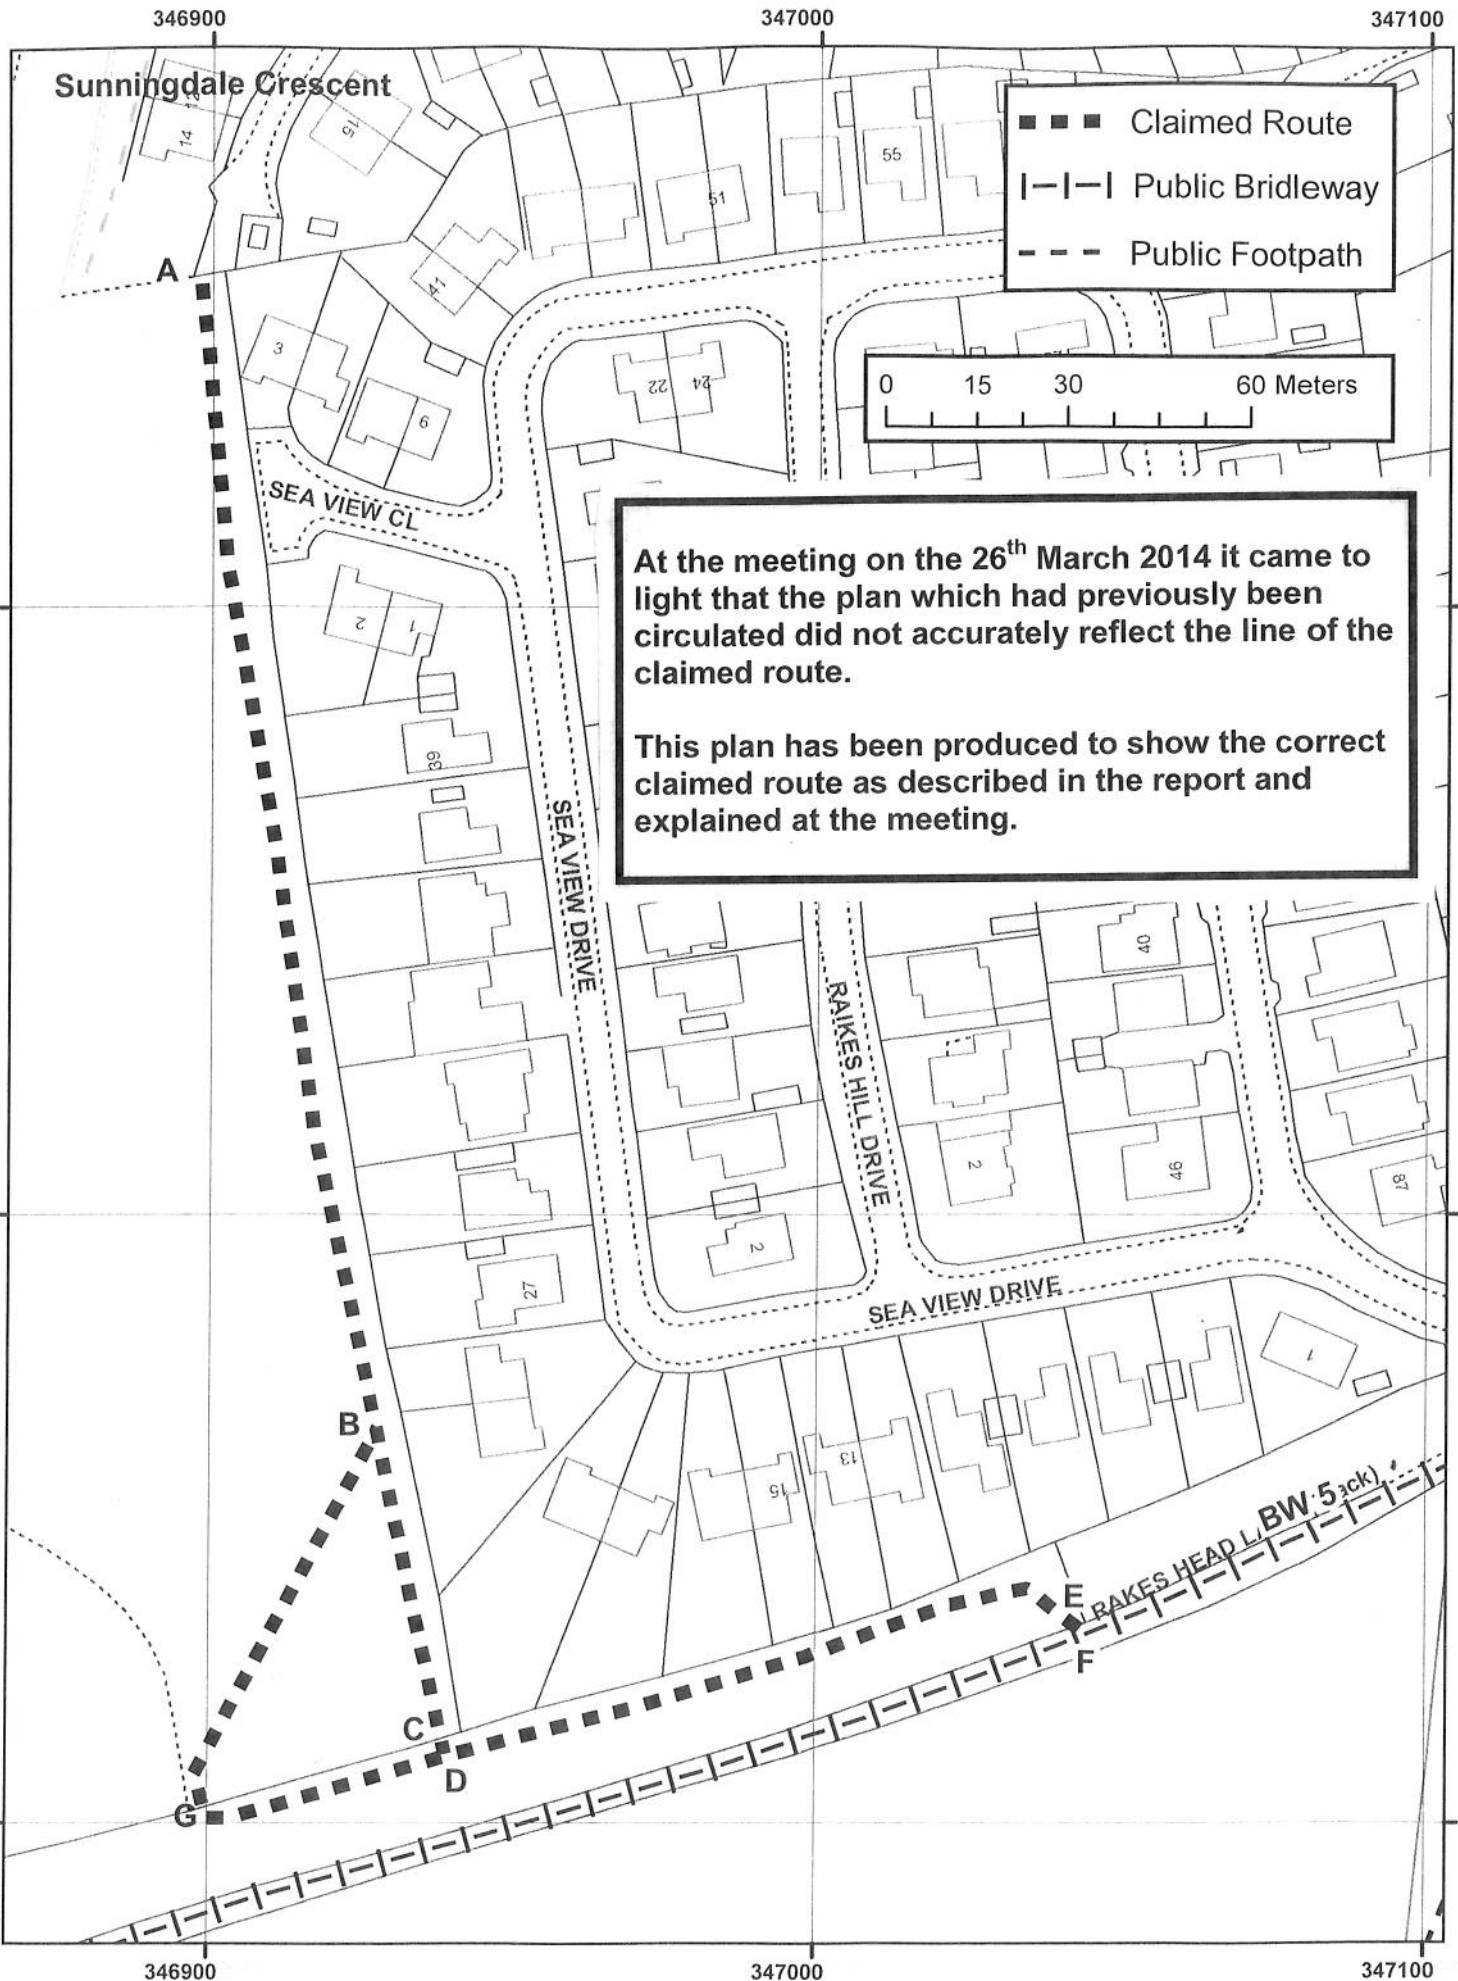 346900 347000 347100
Sunningdale Crescent
Claimed Route
Public Bridleway
Public Footpath
0 15 30 60 Meters
12
14
15
51
55
A
41
3
6
22
24
SEA VIEW CL
At the meeting on the 26th March 2014 it came to
light that the plan which had previously been
circulated did not accurately reflect the line of the
claimed route.
This plan has been produced to show the correct
claimed route as described in the report and
explained at the meeting.
2
1
39
SEA VIEW DRIVE
40
RAIKES HILL DRIVE
2
46
87
2
27
SEA VIEW DRIVE
1
B
13
15
BW 5
ack)
RAKES HEAD L
E
F
C
D
G
346900 347000 347100